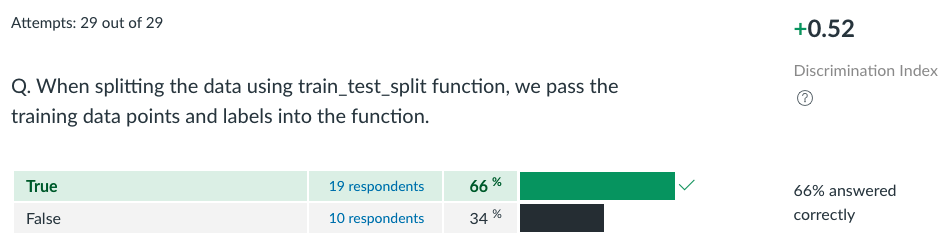 Attempts: 29 out of 29
+0.52
Discrimination Index
?
Q. When splitting the data using train_test_split function, we pass the
training data points and labels into the function.
True 19 respondents 66 %
False 10 respondents 34 %
66% answered
correctly